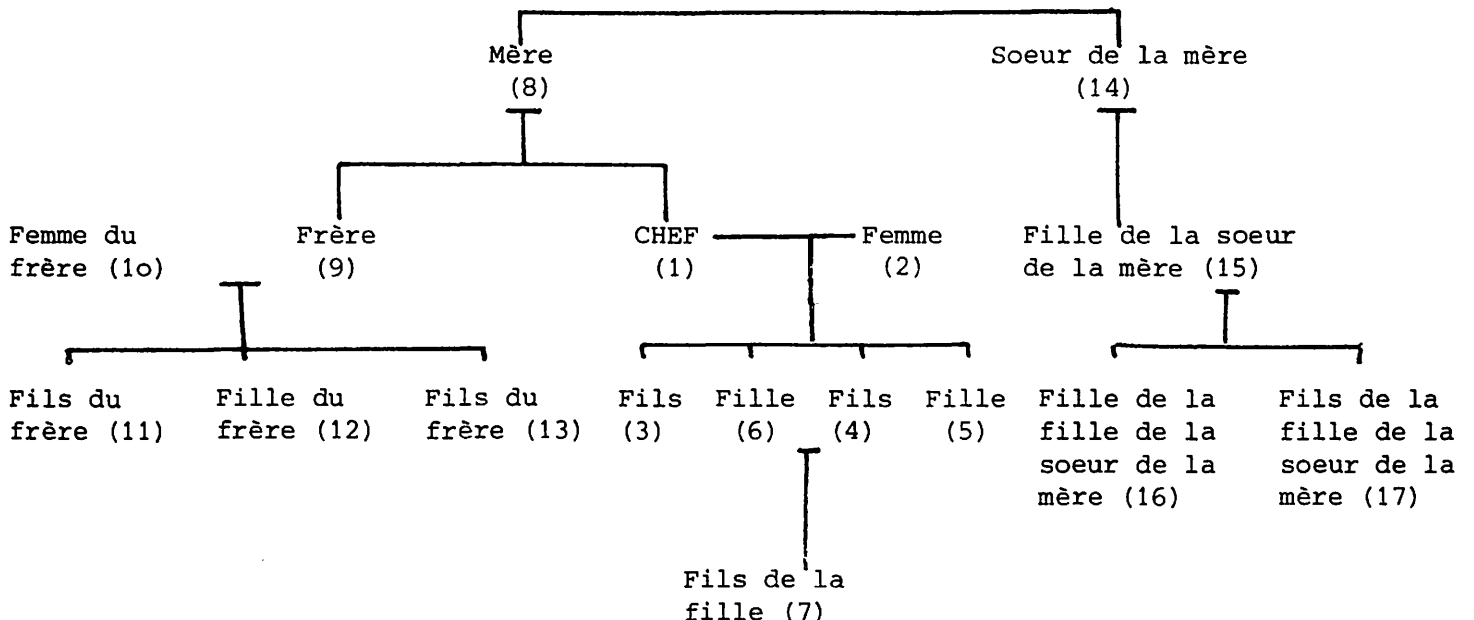 Mère
(8)
Soeur de la mère
(14)
Femme du
frère (1o)
Frère
(9)
CHEF
(1)
Femme
(2)
Fille de la soeur
de la mère (15)
Fils du
frère (11)
Fille du
frère (12)
Fils du
frère (13)
Fils
(3)
Fille
(6)
Fils
(4)
Fille
(5)
Fille de la
fille de la
soeur de la
mère (16)
Fils de la
fille de la
soeur de la
mère (17)
Fils de la
fille (7)